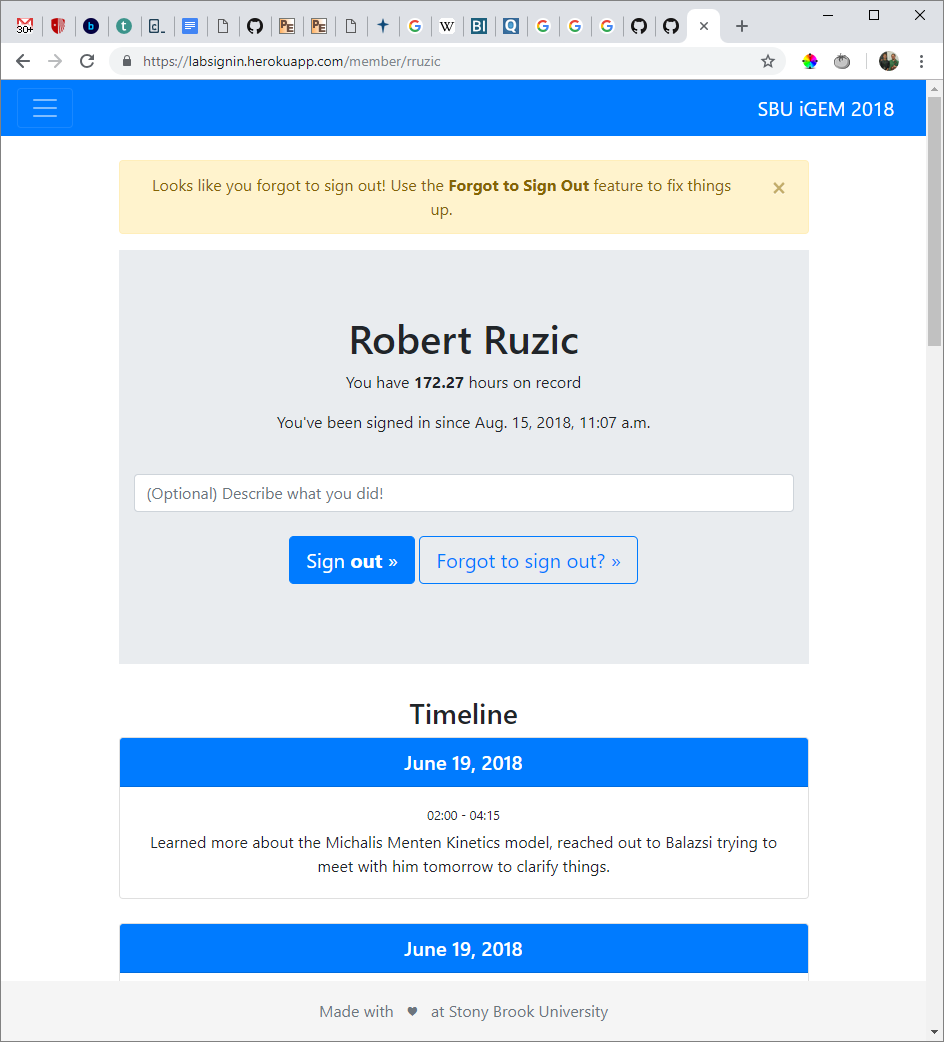 30+
c_
PE
PE
G
W
BI
Q
G
G
G
https://labsignin.herokuapp.com/member/rruzic
SBU iGEM 2018
Looks like you forgot to sign out! Use the Forgot to Sign Out feature to fix things
up.
×
Robert Ruzic
You have 172.27 hours on record
You've been signed in since Aug. 15, 2018, 11:07 a.m.
(Optional) Describe what you did!
Sign out »
Forgot to sign out? »
Timeline
June 19, 2018
02:00 - 04:15
Learned more about the Michalis Menten Kinetics model, reached out to Balazsi trying to
meet with him tomorrow to clarify things.
June 19, 2018
Made with ♥ at Stony Brook University